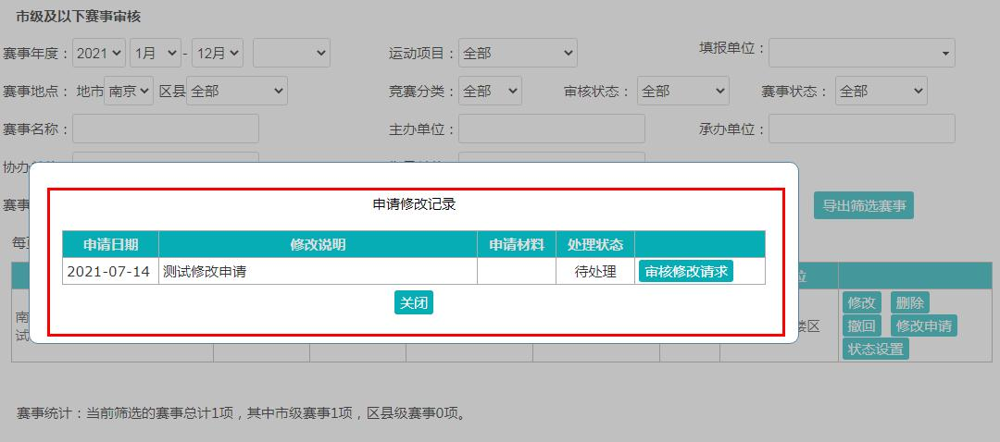 市级及以下赛事审核
赛事年度： 2021 1月 - 12月 运动项目： 全部 填报单位：
赛事地点： 地市 南京 区县 全部 竞赛分类： 全部 审核状态： 全部 赛事状态： 全部
赛事名称： 主办单位： 承办单位：
协办
赛事 导出筛选赛事
申请修改记录
申请日期 修改说明 申请材料 处理状态
2021-07-14 测试修改申请 待处理 审核修改请求
关闭
位
南 修改 删除
试 楼区 撤回 修改申请
状态设置
赛事统计：当前筛选的赛事总计1项，其中市级赛事1项，区县级赛事0项。